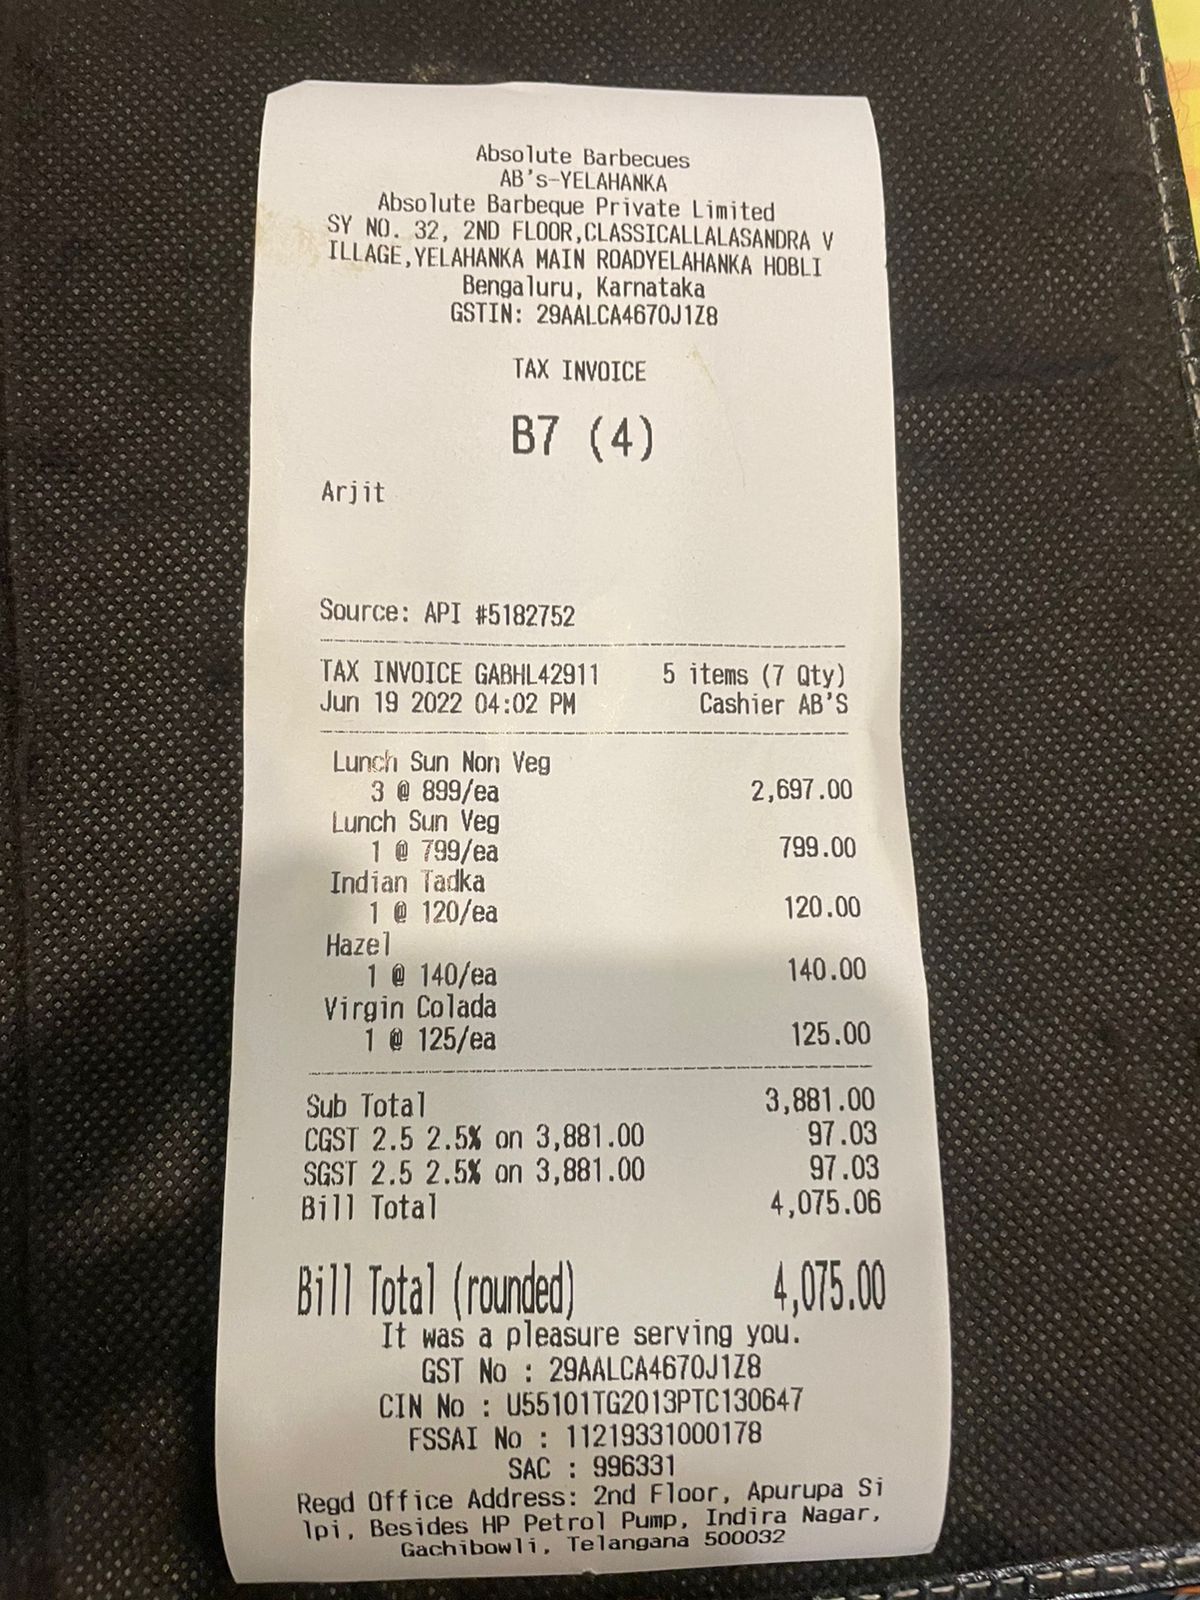 Absolute Barbecues
AB's-YELAHANKA
Absolute Barbeque Private Limited
SY NO. 32, 2ND FLOOR,CLASSICALLALASANDRA V
ILLAGE,YELAHANKA MAIN ROADYELAHANKA HOBLI
Bengaluru, Karnataka
GSTIN: 29AALCA4670J1Z8
TAX INVOICE
B7 (4)
Arjit
Source: API #5182752
TAX INVOICE GABHL42911 5 items (7 Qty)
Jun 19 2022 04:02 PM Cashier AB'S
Lunch Sun Non Veg
3 @ 899/ea 2,697.00
Lunch Sun Veg
1 @ 799/ea 799.00
Indian Tadka
1 @ 120/ea 120.00
Hazel
1 @ 140/ea 140.00
Virgin Colada
1 @ 125/ea 125.00
Sub Total 3,881.00
CGST 2.5 2.5% on 3,881.00 97.03
SGST 2.5 2.5% on 3,881.00 97.03
Bill Total 4,075.06
Bill Total (rounded) 4,075.00
It was a pleasure serving you.
GST No : 29AALCA4670J1Z8
CIN No : U55101TG2013PTC130647
FSSAI No : 11219331000178
SAC : 996331
Regd Office Address: 2nd Floor, Apurupa Si
lpi, Besides HP Petrol Pump, Indira Nagar,
Gachibowli, Telangana 500032